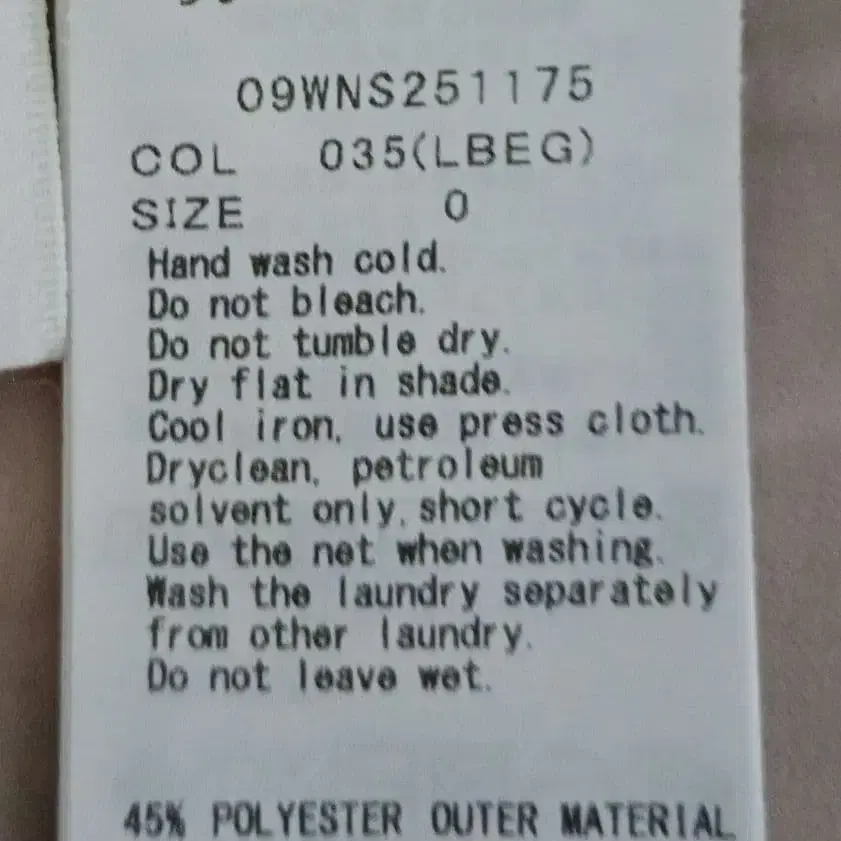 09WNS251175
COL 035(LBEG)
SIZE 0
Hand wash cold.
Do not bleach.
Do not tumble dry.
Dry flat in shade.
Cool iron, use press cloth.
Dryclean, petroleum
solvent only, short cycle.
Use the net when washing.
Wash the laundry separately
from other laundry.
Do not leave wet.
45% POLYESTER OUTER MATERIAL